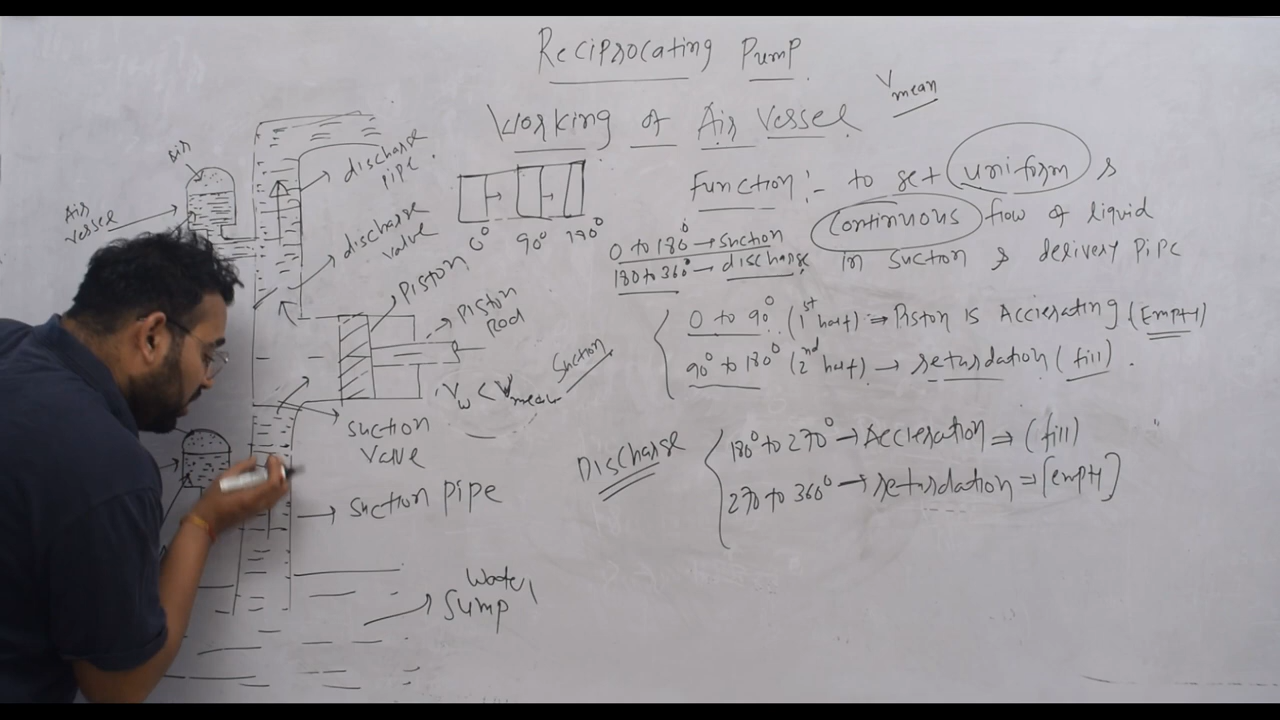 Reciprocating Pump
Working of Air Vessel
Vmean
Function:- to get uniform &
Continuous flow of liquid
in suction & delivery pipe
0° 90° 180°
0 to 180° → suction
180 to 360° → discharge
0 to 90° (1st half) ⇒ Piston is Accierating (Empty)
90° to 180° (2nd half) → retardation (fill).
Suction
Discharge
180° to 270° → Accleration ⇒ (fill)
270 to 360° → retardation ⇒ [empty]
Air
Air vessel
discharge pipe.
discharge valve
Piston
Piston Rod
Vw < Vmean
Suction valve
→ Suction pipe
Water Sump